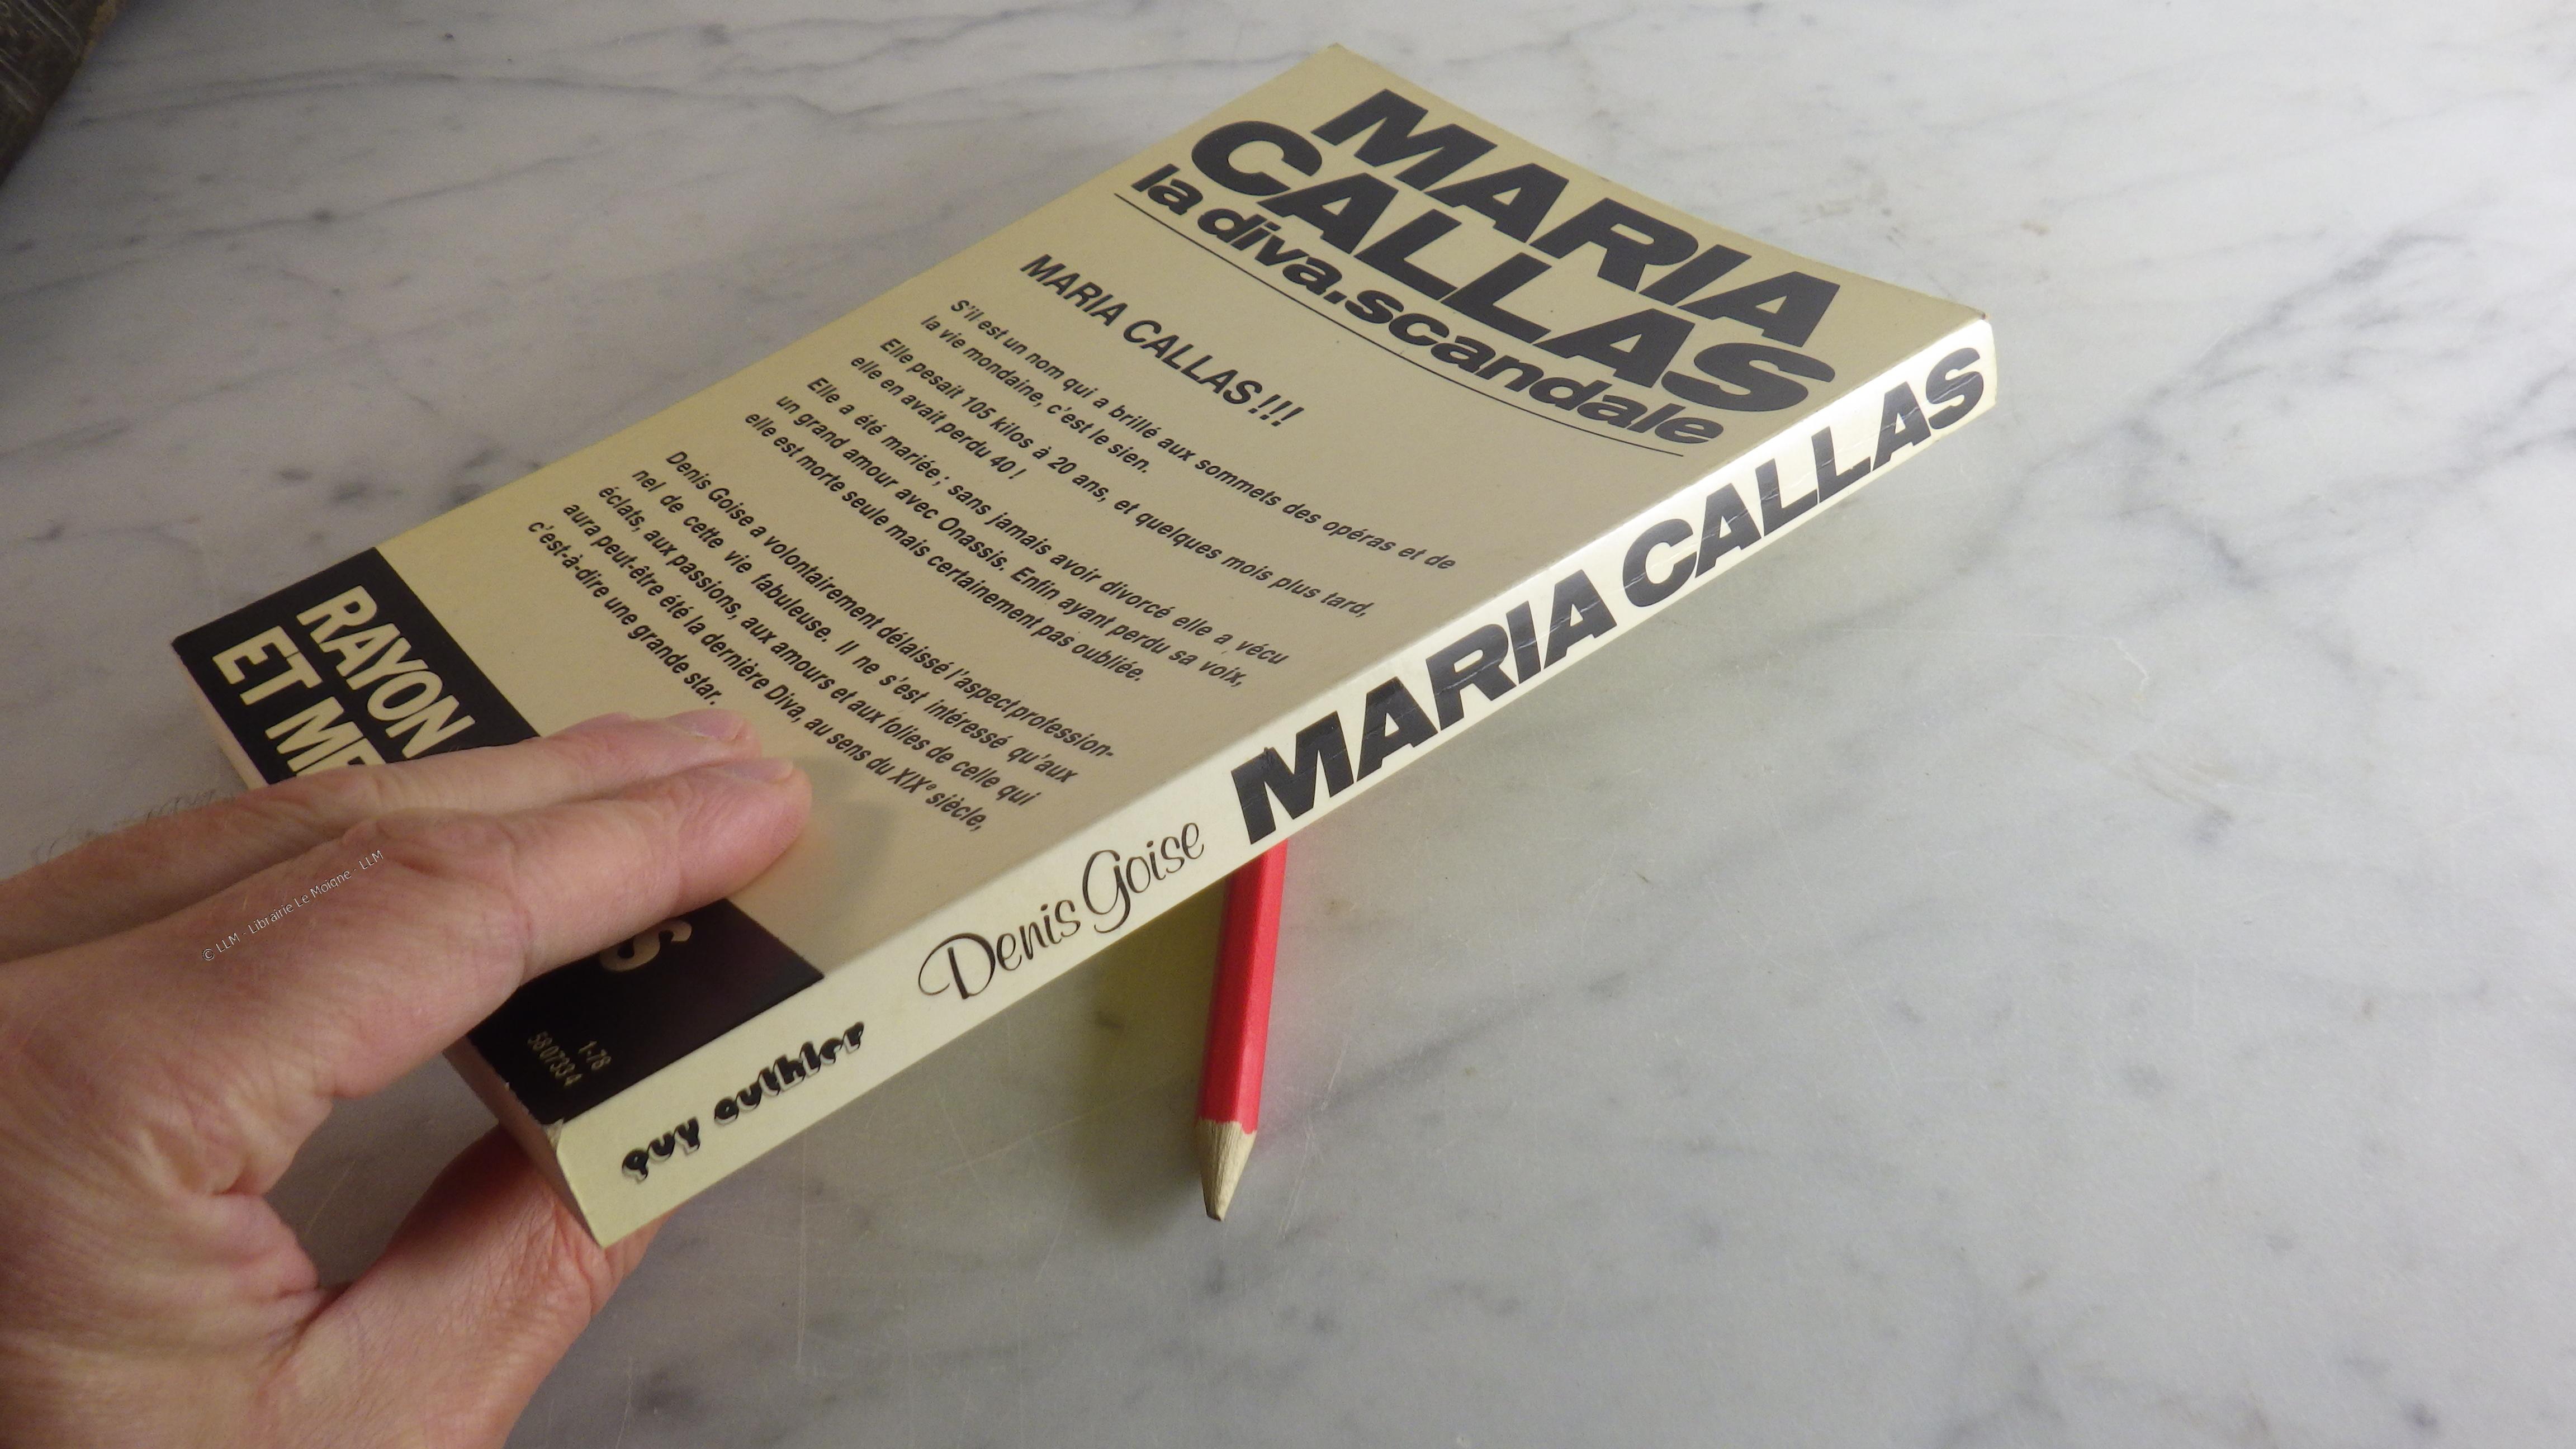 MARIA
CALLAS
la diva.scandale
MARIA CALLAS!!!
S'il est un nom qui a brillé aux sommets des opéras et de
la vie mondaine, c'est le sien.
Elle pesait 105 kilos à 20 ans, et quelques mois plus tard,
elle en avait perdu 40 !
Elle a été mariée ; sans jamais avoir divorcé elle a vécu
un grand amour avec Onassis. Enfin ayant perdu sa voix,
elle est morte seule mais certainement pas oubliée.
Denis Goise a volontairement délaissé l'aspect profession-
nel de cette vie fabuleuse. Il ne s'est intéressé qu'aux
éclats, aux passions, aux amours et aux folies de celle qui
aura peut-être été la dernière Diva, au sens du XIXe siècle,
c'est-à-dire une grande star.
RAYON
ET
1-78
58 0733 4
guy authier
Denis Goise
MARIA CALLAS
© LLM - Librairie Le Moigne - LLM